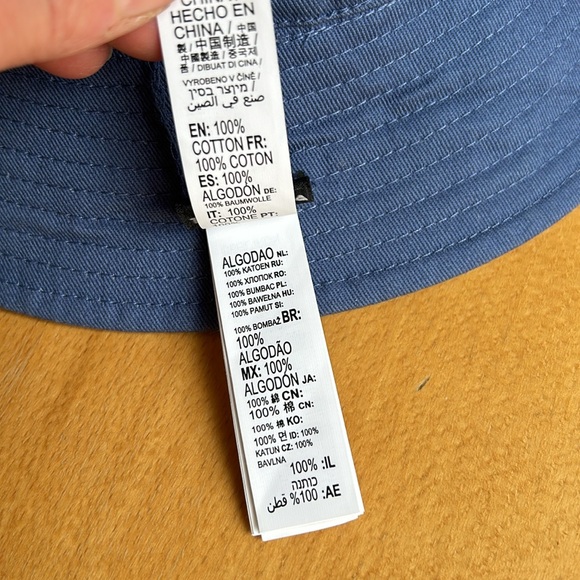 CHINA /
HECHO EN
CHINA / 中国
製 / 中国制造 /
中國製造 / 중국제
/ DIBUAT DI CINA /
VYROBENO V ČÍNĚ /
/ מיוצר בסין
صنع في الصين
EN: 100%
COTTON FR:
100% COTON
ES: 100%
ALGODÓN DE:
100% BAUMWOLLE
IT: 100%
COTONE PT:
ALGODAO NL:
100% KATOEN RU:
100% ХЛОПОК RO:
100% BUMBAC PL:
100% BAWEŁNA HU:
100% PAMUT SI:
100% BOMBAŽ BR:
100%
ALGODÃO
MX: 100%
ALGODÓN JA:
100% 綿 CN:
100% 棉 CN:
100% 棉 KO:
100% 면 ID: 100%
KATUN CZ: 100%
BAVLNA
100% :IL
כותנה
100% قطن :AE